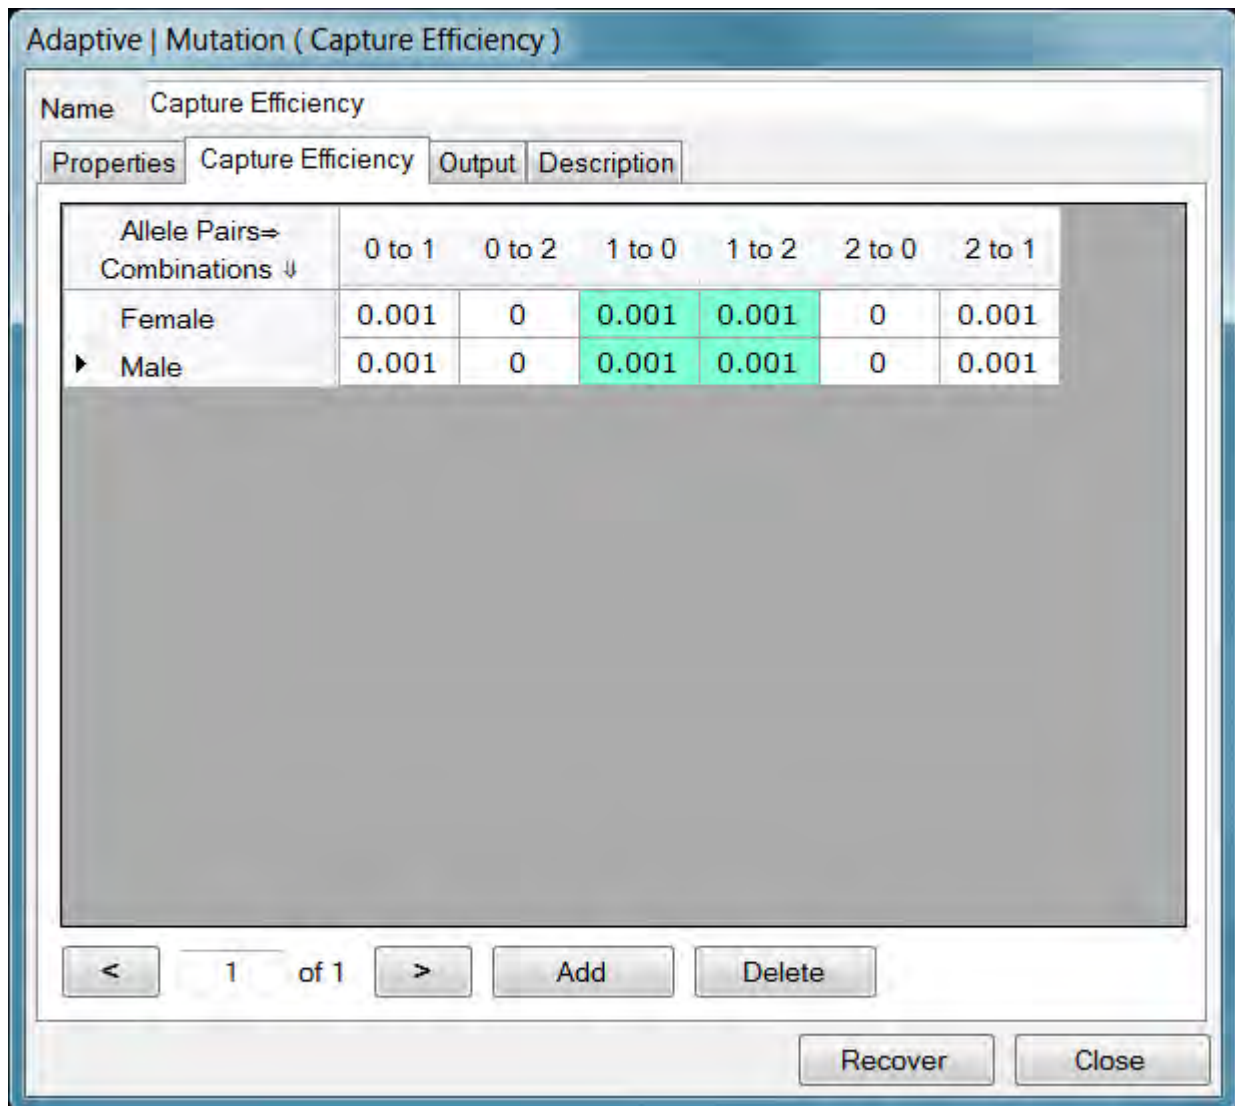 Adaptive | Mutation ( Capture Efficiency )
Name Capture Efficiency
Properties Capture Efficiency Output Description
Allele Pairs⇒
Combinations ⇓ 0 to 1 0 to 2 1 to 0 1 to 2 2 to 0 2 to 1
Female 0.001 0 0.001 0.001 0 0.001
Male 0.001 0 0.001 0.001 0 0.001
< 1 of 1 > Add Delete
Recover Close